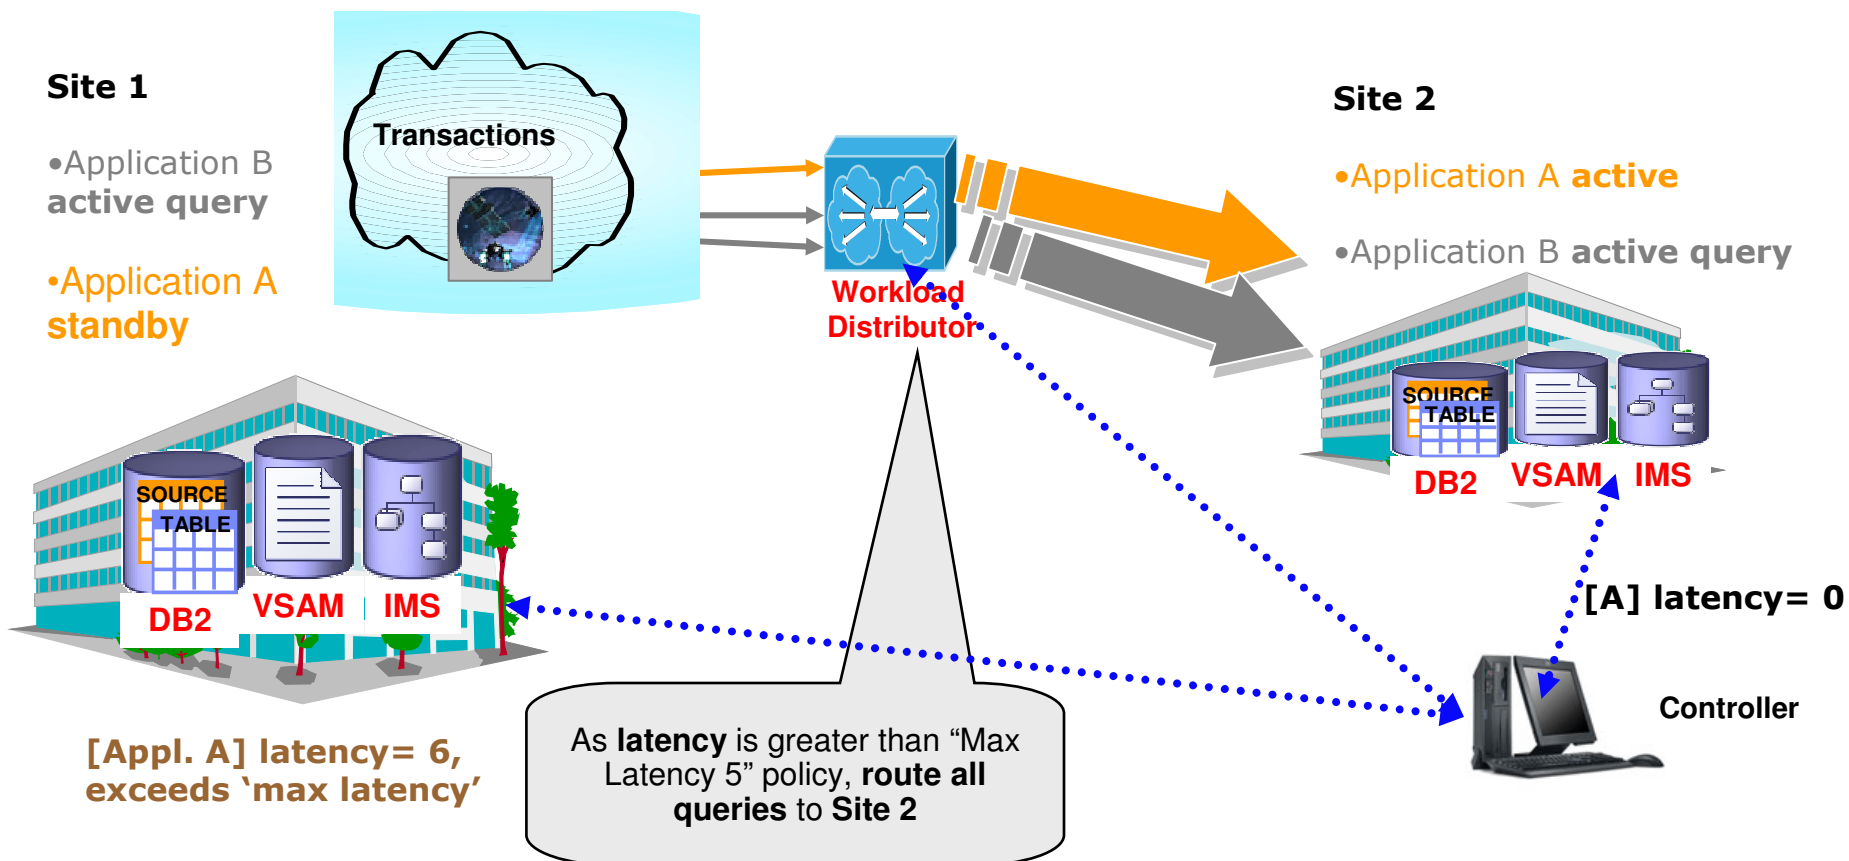 Site 1
•Application B
active query
•Application A
standby
Transactions
Workload
Distributor
Site 2
•Application A active
•Application B active query
SOURCE
TABLE
DB2
VSAM
IMS
SOURCE
TABLE
DB2
VSAM
IMS
[A] latency= 0
Controller
[Appl. A] latency= 6,
exceeds ‘max latency’
As latency is greater than “Max
Latency 5” policy, route all
queries to Site 2